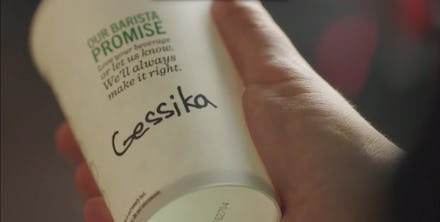 OUR BARISTA
PROMISE
Love your beverage
or let us know.
We'll always
make it right.
Gessika